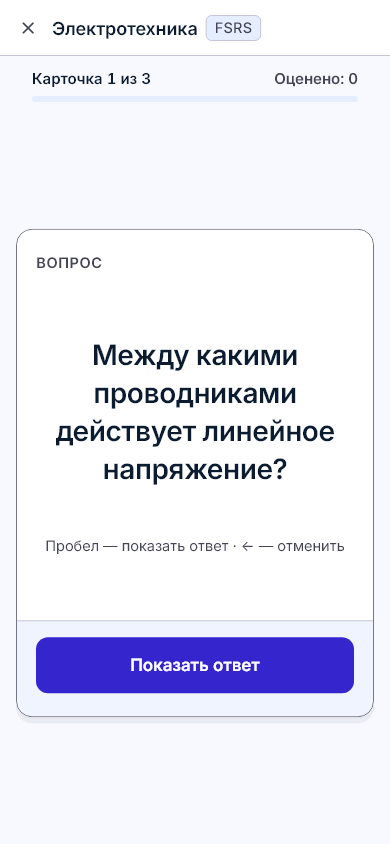 × Электротехника FSRS
Карточка 1 из 3 Оценено: 0
ВОПРОС
Между какими
проводниками
действует линейное
напряжение?
Пробел — показать ответ · ← — отменить
Показать ответ